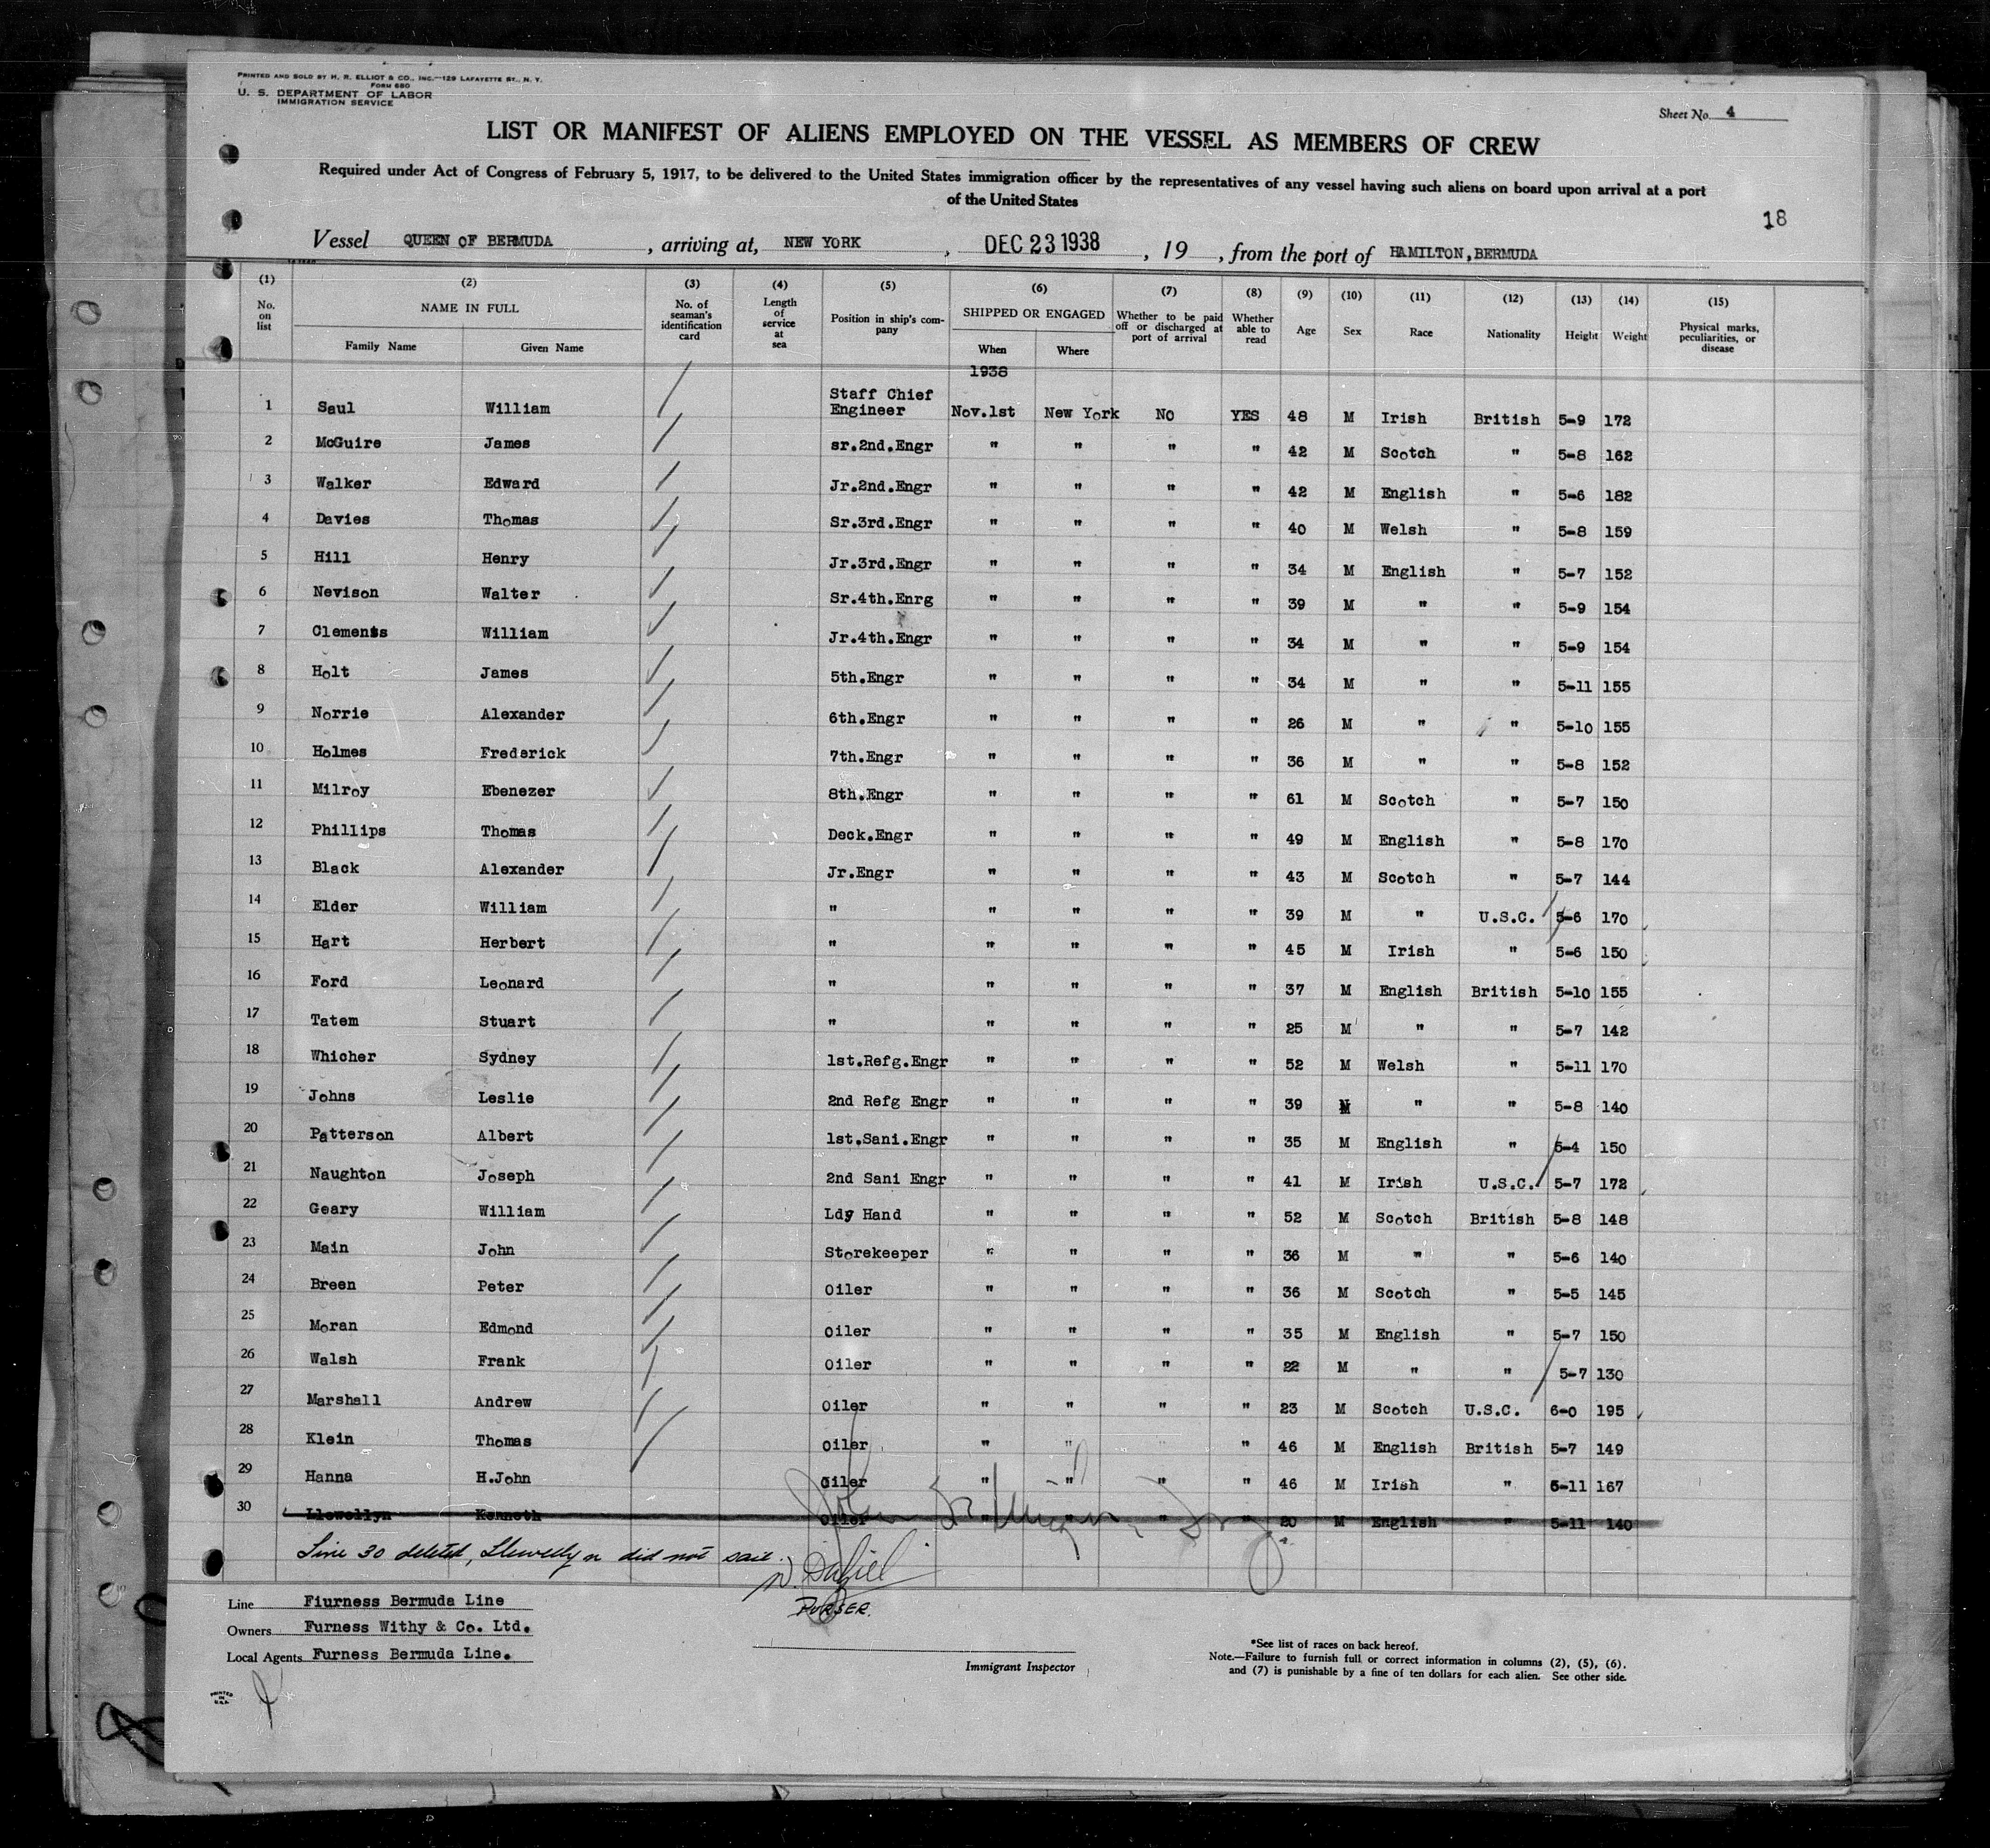 PRINTED AND SOLD BY H. R. ELLIOT & CO., INC.—129 LAFAYETTE ST., N. Y.
FORM 680
U. S. DEPARTMENT OF LABOR
IMMIGRATION SERVICE
Sheet No. 4
LIST OR MANIFEST OF ALIENS EMPLOYED ON THE VESSEL AS MEMBERS OF CREW
Required under Act of Congress of February 5, 1917, to be delivered to the United States immigration officer by the representatives of any vessel having such aliens on board upon arrival at a port
of the United States
18
Vessel QUEEN OF BERMUDA, arriving at, NEW YORK, DEC 23 1938, 19 , from the port of HAMILTON, BERMUDA
(1) (2) (3) (4) (5) (6) (7) (8) (9) (10) (11) (12) (13) (14) (15)
No. on list NAME IN FULL Family Name Given Name No. of seaman's identification card Length of service at sea Position in ship's company SHIPPED OR ENGAGED When Where Whether to be paid off or discharged at port of arrival Whether able to read Age Sex Race Nationality Height Weight Physical marks, peculiarities, or disease
1938
1 Saul William Staff Chief Engineer Nov.1st New York No YES 48 M Irish British 5-9 172
2 McGuire James sr.2nd.Engr " " " " 42 M Scotch " 5-8 162
3 Walker Edward Jr.2nd.Engr " " " " 42 M English " 5-6 182
4 Davies Thomas Sr.3rd.Engr " " " " 40 M Welsh " 5-8 159
5 Hill Henry Jr.3rd.Engr " " " " 34 M English " 5-7 152
6 Nevison Walter Sr.4th.Enrg " " " " 39 M " " 5-9 154
7 Clements William Jr.4th.Engr " " " " 34 M " " 5-9 154
8 Holt James 5th.Engr " " " " 34 M " " 5-11 155
9 Norrie Alexander 6th.Engr " " " " 26 M " " 5-10 155
10 Holmes Frederick 7th.Engr " " " " 36 M " " 5-8 152
11 Milroy Ebenezer 8th.Engr " " " " 61 M Scotch " 5-7 150
12 Phillips Thomas Deck.Engr " " " " 49 M English " 5-8 170
13 Black Alexander Jr.Engr " " " " 43 M Scotch " 5-7 144
14 Elder William " " " " " 39 M " U.S.C. 5-6 170
15 Hart Herbert " " " " " 45 M Irish " 5-6 150
16 Ford Leonard " " " " " 37 M English British 5-10 155
17 Tatem Stuart " " " " " 25 M " " 5-7 142
18 Whicher Sydney 1st.Refg.Engr " " " " 52 M Welsh " 5-11 170
19 Johns Leslie 2nd Refg Engr " " " " 39 M " " 5-8 140
20 Patterson Albert 1st.Sani.Engr " " " " 35 M English " 5-4 150
21 Naughton Joseph 2nd Sani Engr " " " " 41 M Irish U.S.C. 5-7 172
22 Geary William Ldy Hand " " " " 52 M Scotch British 5-8 148
23 Main John Storekeeper " " " " 36 M " " 5-6 140
24 Breen Peter Oiler " " " " 36 M Scotch " 5-5 145
25 Moran Edmond Oiler " " " " 35 M English " 5-7 150
26 Walsh Frank Oiler " " " " 22 M " " 5-7 130
27 Marshall Andrew Oiler " " " " 23 M Scotch U.S.C. 6-0 195
28 Klein Thomas Oiler " " " " 46 M English British 5-7 149
29 Hanna H.John Oiler " " " " 46 M Irish " 5-11 167
30 Llewellyn Kenneth Oiler " " " " 20 M English " 5-11 140
Line 30 deleted, Llewellyn did not sail.
N. Dalziel
PURSER.
Line Fiurness Bermuda Line
Owners Furness Withy & Co. Ltd.
Local Agents Furness Bermuda Line.
Immigrant Inspector
*See list of races on back hereof.
Note.—Failure to furnish full or correct information in columns (2), (5), (6).
and (7) is punishable by a fine of ten dollars for each alien. See other side.
PRINTED
IN
U.S.A.